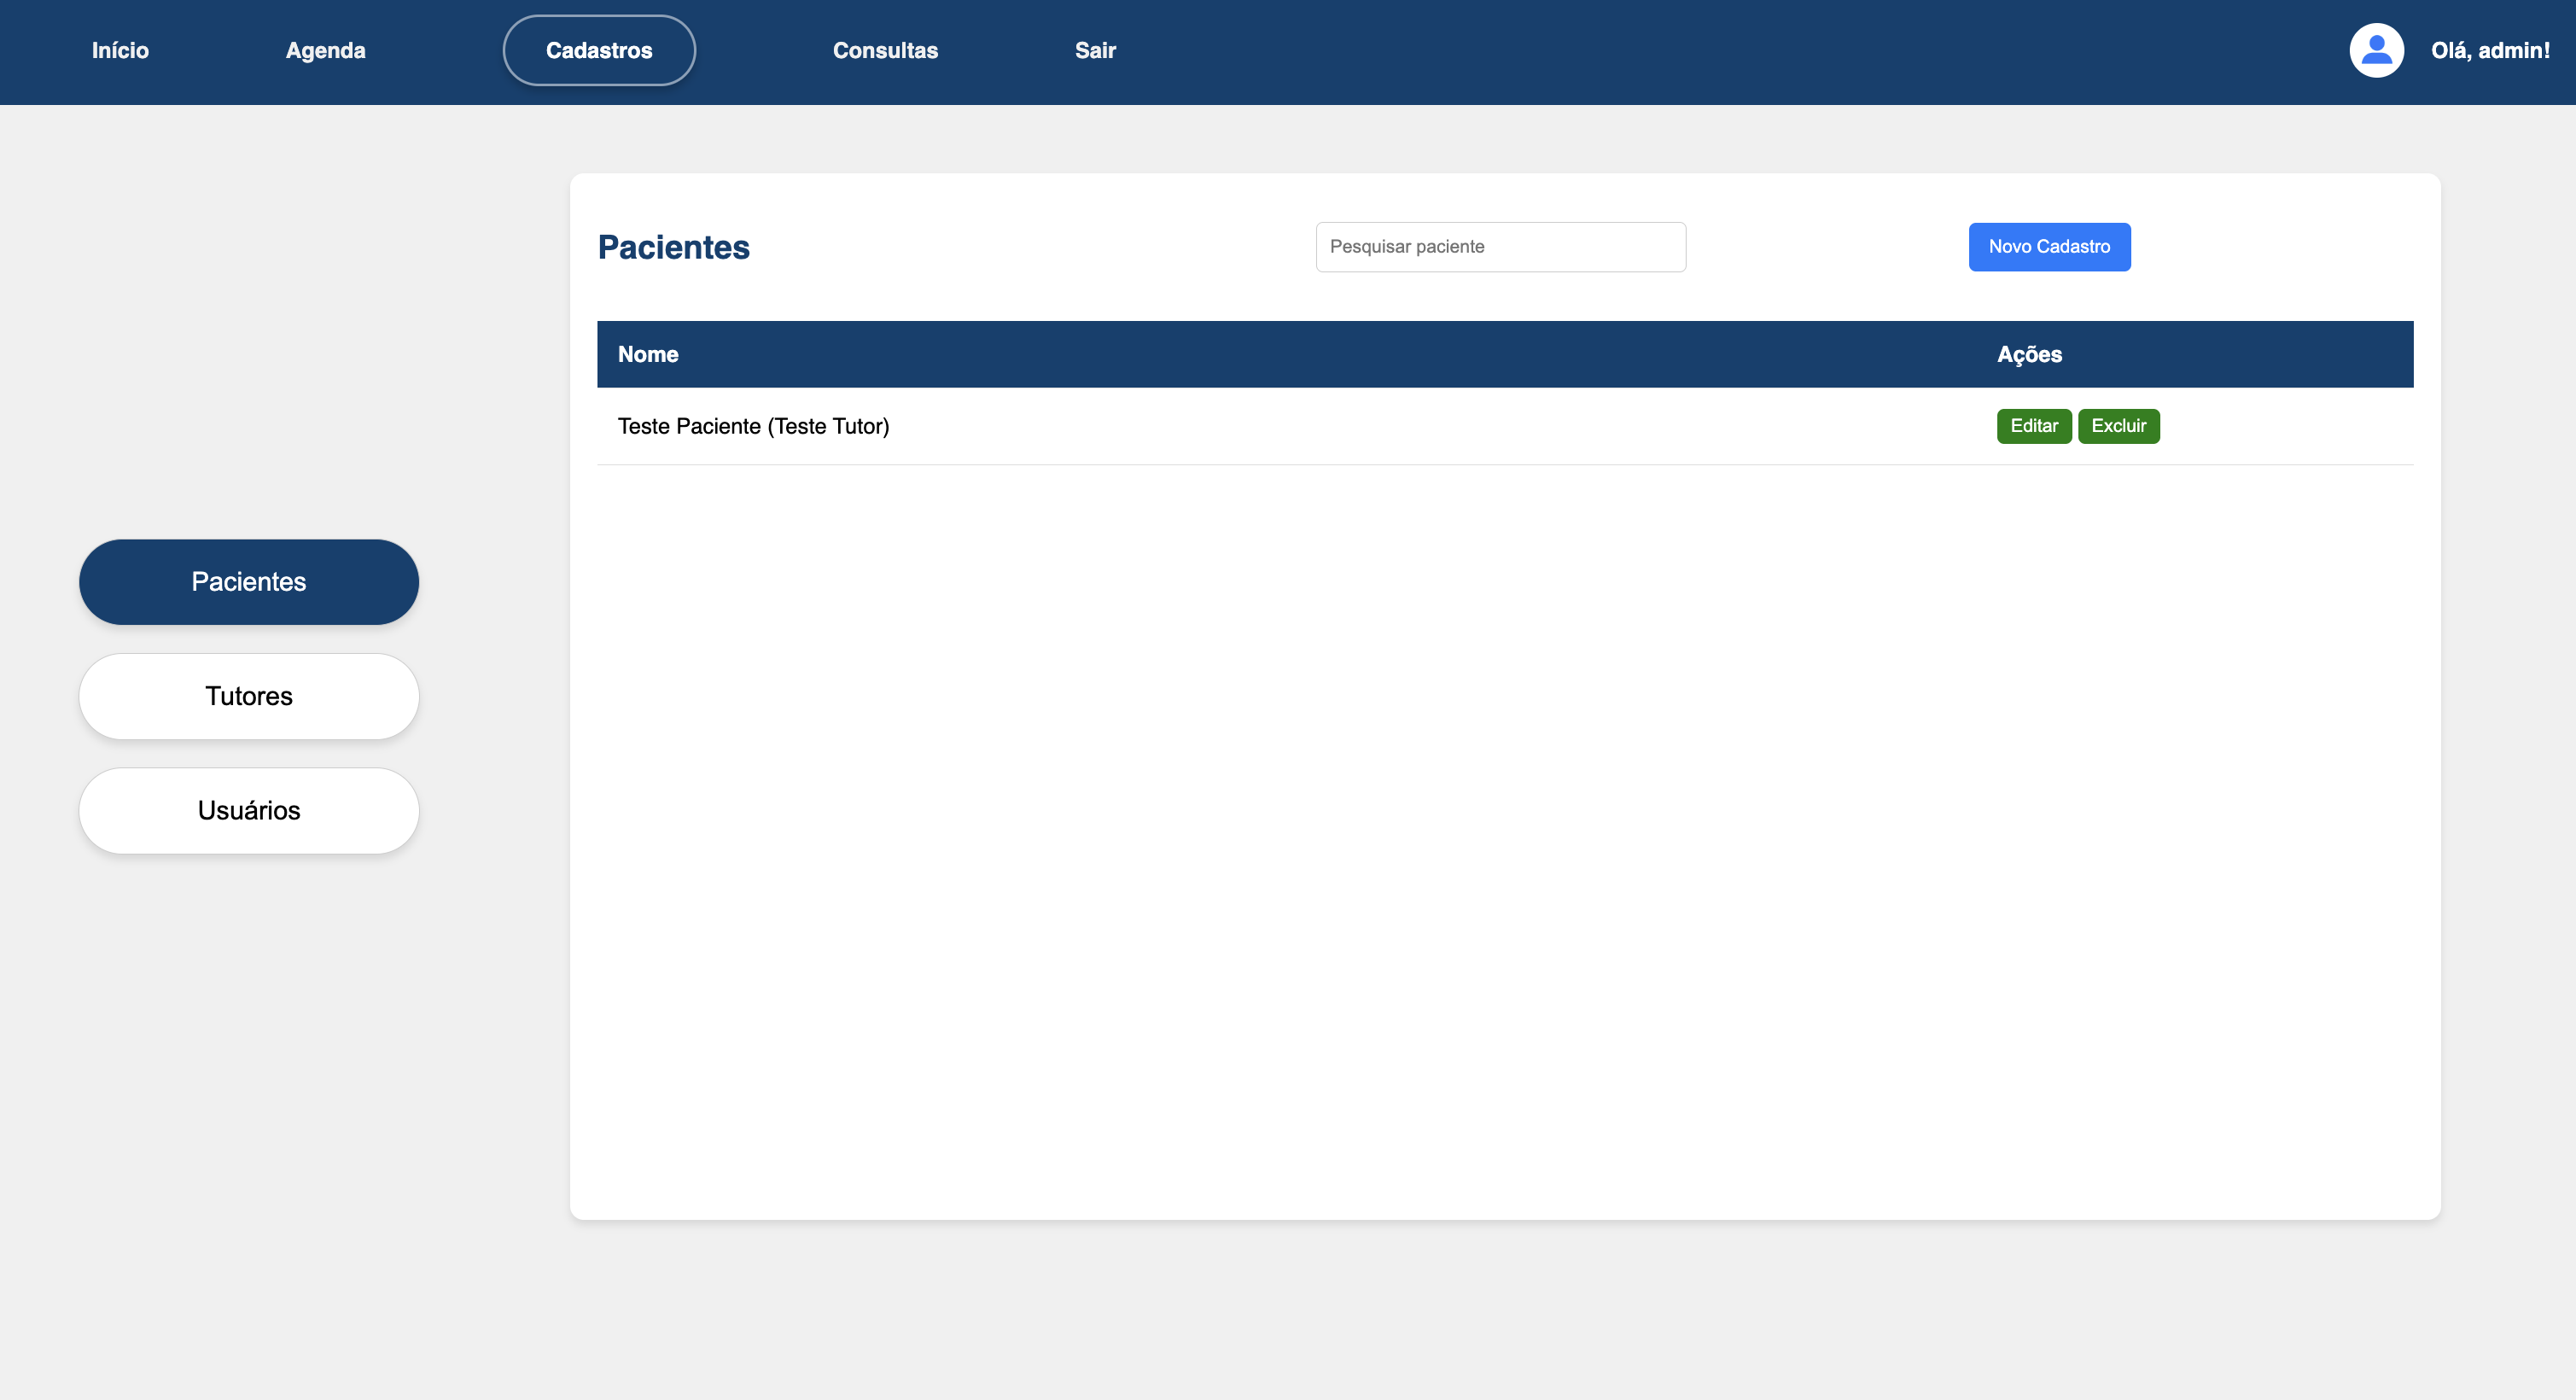 Início Agenda Cadastros Consultas Sair Olá, admin!
Pacientes Pesquisar paciente Novo Cadastro
Nome Ações
Teste Paciente (Teste Tutor) Editar Excluir
Pacientes
Tutores
Usuários